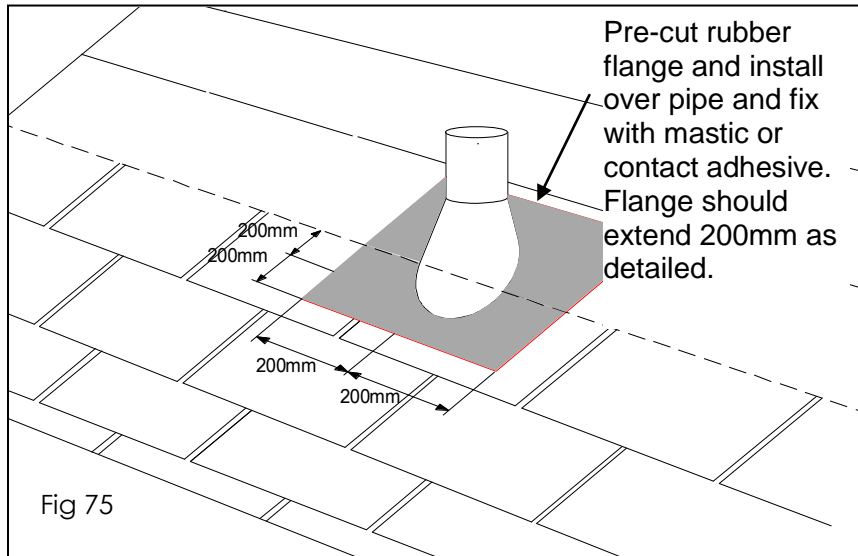 Pre-cut rubber
flange and install
over pipe and fix
with mastic or
contact adhesive.
Flange should
extend 200mm as
detailed.
200mm
200mm
200mm
200mm
Fig 75